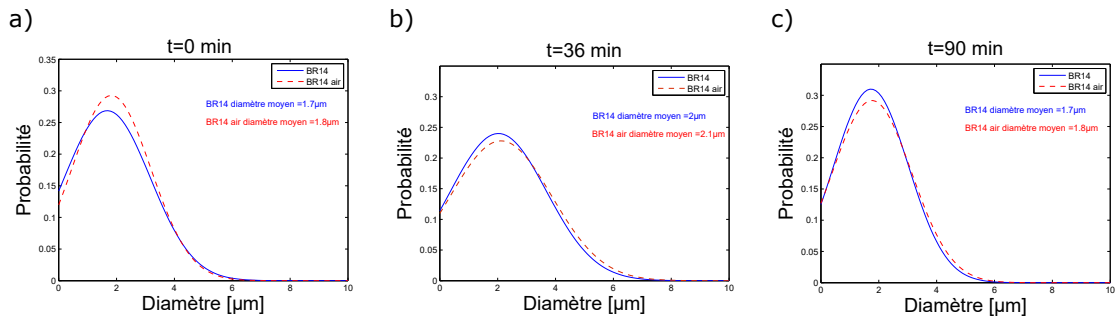 a)
t=0 min
0.35
0.3
0.25
0.2
0.15
0.1
0.05
0
0 2 4 6 8 10
Probabilité
Diamètre [µm]
BR14
BR14 air
BR14 diamètre moyen =1.7µm
BR14 air diamètre moyen =1.8µm
b)
t=36 min
0.3
0.25
0.2
0.15
0.1
0.05
0
0 2 4 6 8 10
Probabilité
Diamètre [µm]
BR14
BR14 air
BR14 diamètre moyen =2µm
BR14 air diamètre moyen =2.1µm
c)
t=90 min
0.35
0.3
0.25
0.2
0.15
0.1
0.05
0
0 2 4 6 8 10
Probabilité
Diamètre [µm]
BR14
BR14 air
BR14 diamètre moyen =1.7µm
BR14 air diamètre moyen =1.8µm